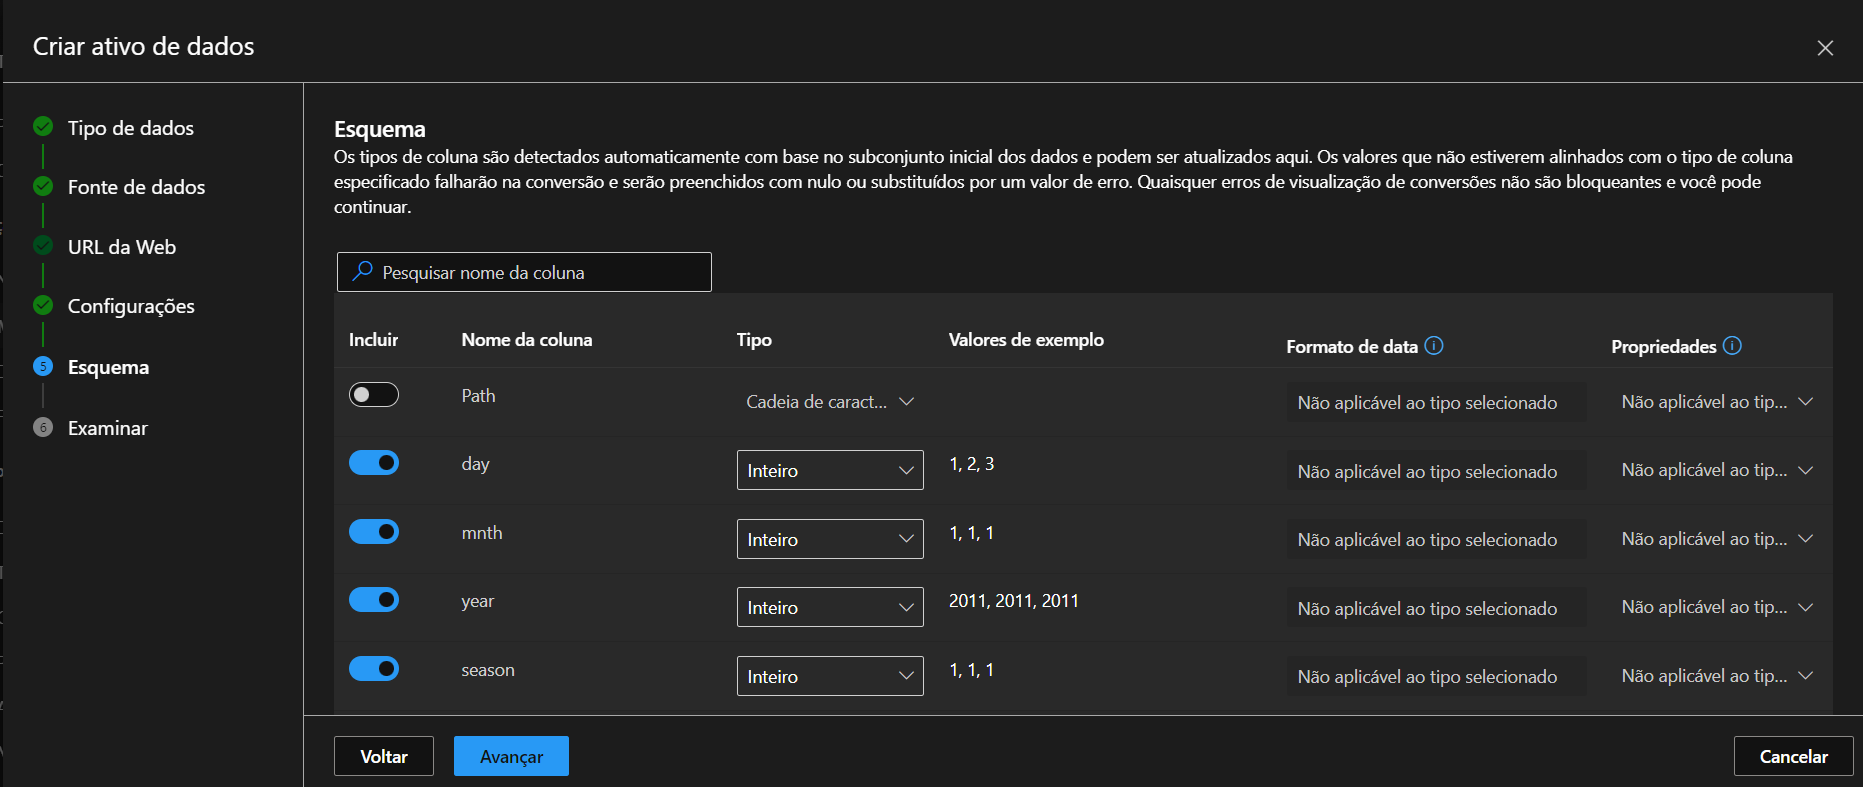 Criar ativo de dados
Tipo de dados
Fonte de dados
URL da Web
Configurações
5 Esquema
6 Examinar
Esquema
Os tipos de coluna são detectados automaticamente com base no subconjunto inicial dos dados e podem ser atualizados aqui. Os valores que não estiverem alinhados com o tipo de coluna
especificado falharão na conversão e serão preenchidos com nulo ou substituídos por um valor de erro. Quaisquer erros de visualização de conversões não são bloqueantes e você pode
continuar.
Pesquisar nome da coluna
Incluir Nome da coluna Tipo Valores de exemplo Formato de data Propriedades
Path Cadeia de caract... Não aplicável ao tipo selecionado Não aplicável ao tip...
day Inteiro 1, 2, 3 Não aplicável ao tipo selecionado Não aplicável ao tip...
mnth Inteiro 1, 1, 1 Não aplicável ao tipo selecionado Não aplicável ao tip...
year Inteiro 2011, 2011, 2011 Não aplicável ao tipo selecionado Não aplicável ao tip...
season Inteiro 1, 1, 1 Não aplicável ao tipo selecionado Não aplicável ao tip...
Voltar Avançar Cancelar